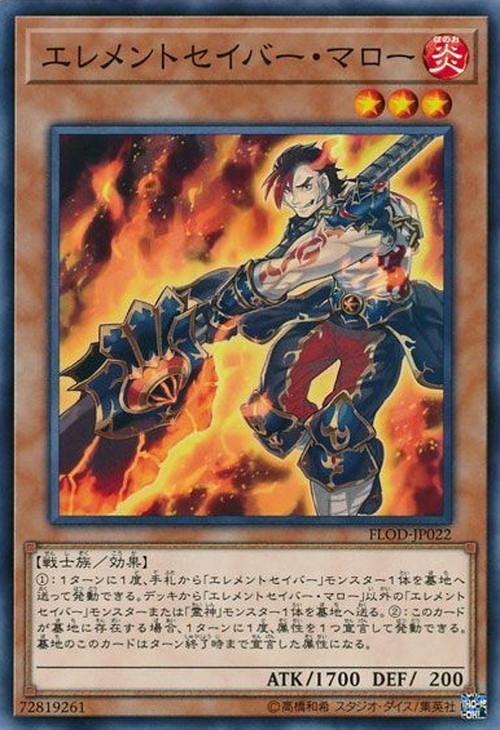 エレメントセイバー・マロー
炎
FLOD-JP022
【戦士族／効果】
①：1ターンに1度、手札から「エレメントセイバー」モンスター1体を墓地へ
送って発動できる。デッキから「エレメントセイバー・マロー」以外の「エレメント
セイバー」モンスターまたは「霊神」モンスター1体を墓地へ送る。②：このカード
が墓地に存在する場合、1ターンに1度、属性を1つ宣言して発動できる。
墓地のこのカードはターン終了時まで宣言した属性になる。
ATK/1700 DEF/ 200
72819261
©高橋和希 スタジオ・ダイス/集英社